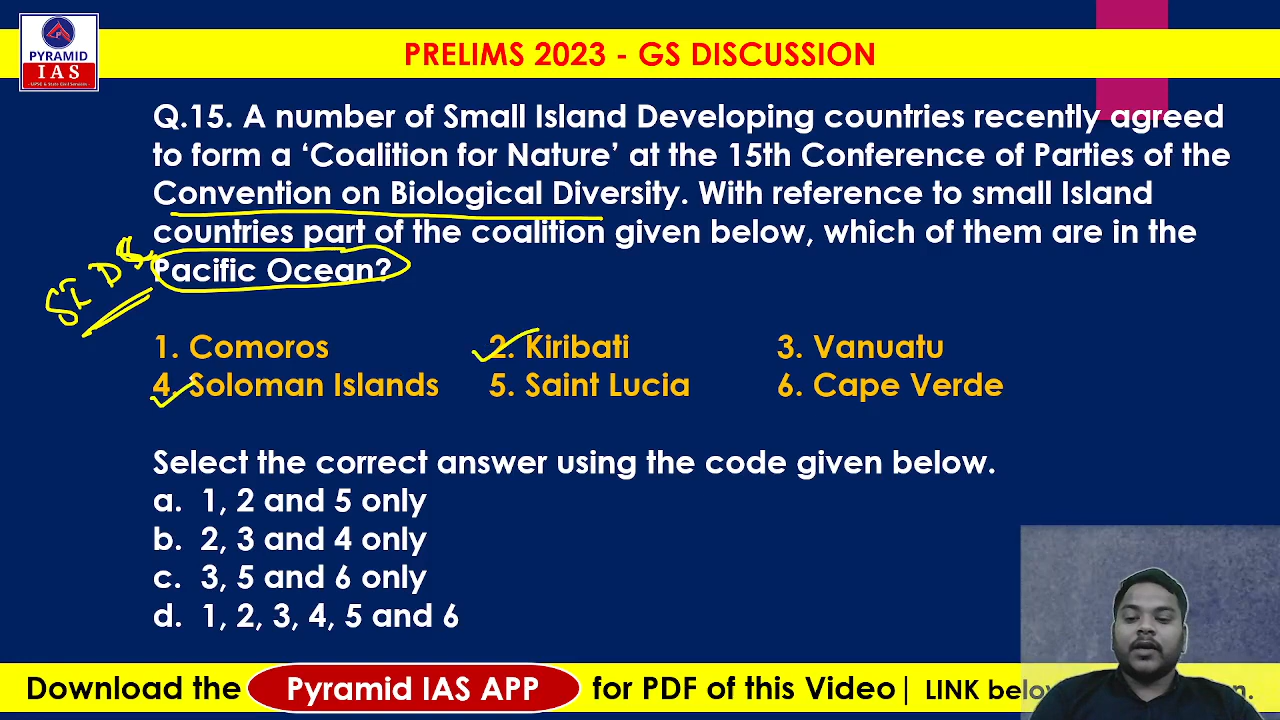 PYRAMID
IAS
PRELIMS 2023 - GS DISCUSSION
Q.15. A number of Small Island Developing countries recently agreed
to form a ‘Coalition for Nature’ at the 15th Conference of Parties of the
Convention on Biological Diversity. With reference to small Island
countries part of the coalition given below, which of them are in the
Pacific Ocean?
SIDS
1. Comoros 2. Kiribati 3. Vanuatu
4. Soloman Islands 5. Saint Lucia 6. Cape Verde
Select the correct answer using the code given below.
a. 1, 2 and 5 only
b. 2, 3 and 4 only
c. 3, 5 and 6 only
d. 1, 2, 3, 4, 5 and 6
Download the Pyramid IAS APP for PDF of this Video| LINK below